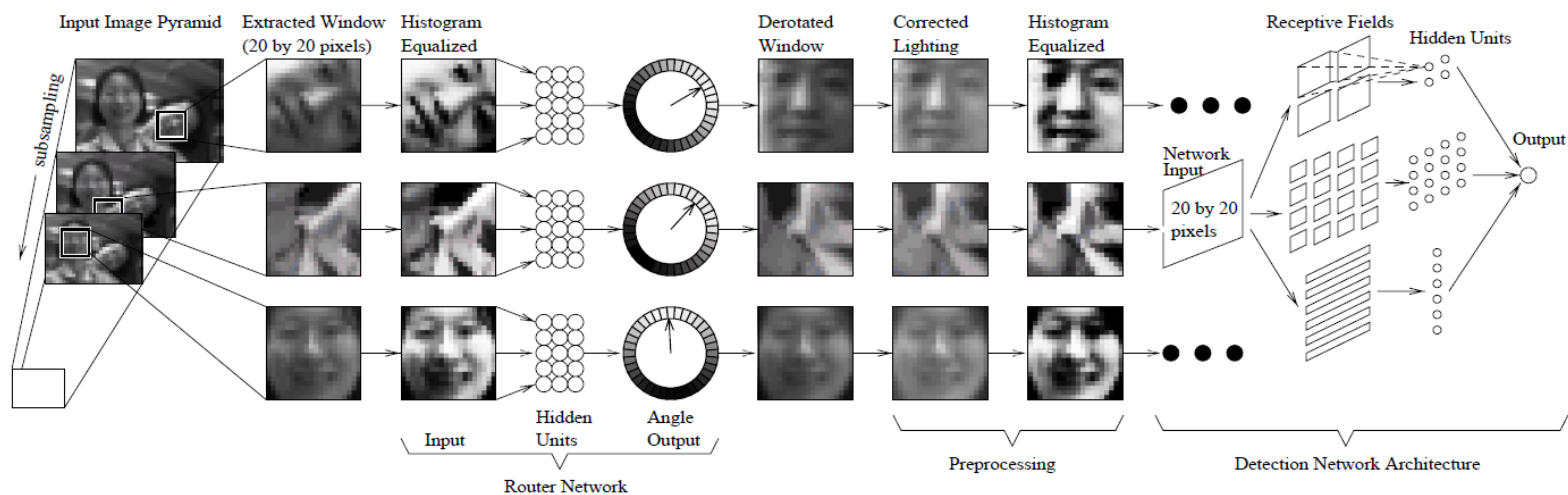 Input Image Pyramid
Extracted Window
(20 by 20 pixels)
Histogram
Equalized
Derotated
Window
Corrected
Lighting
Histogram
Equalized
Receptive Fields
Hidden Units
subsampling
Network
Input
20 by 20
pixels
Output
Input
Hidden
Units
Angle
Output
Router Network
Preprocessing
Detection Network Architecture